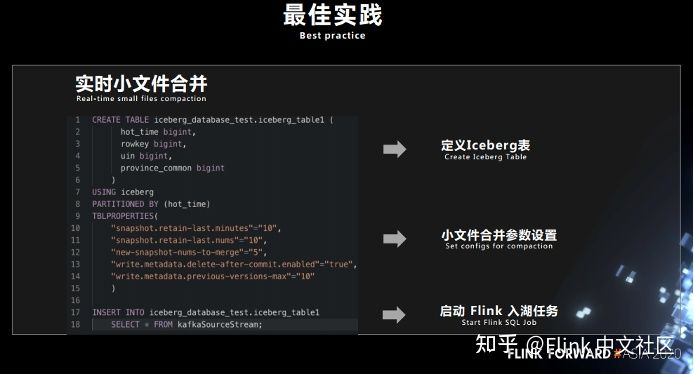 最佳实践
Best practice
实时小文件合并
Real-time small files compaction
1 CREATE TABLE iceberg_database_test.iceberg_table1 (
2 hot_time bigint,
3 rowkey bigint,
4 uin bigint,
5 province_common bigint
6 )
7 USING iceberg
8 PARTITIONED BY (hot_time)
9 TBLPROPERTIES(
10 "snapshot.retain-last.minutes"="10",
11 "snapshot.retain-last.nums"="10",
12 "new-snapshot-nums-to-merge"="5",
13 "write.metadata.delete-after-commit.enabled"="true",
14 "write.metadata.previous-versions-max"="10"
15 )
16
17 INSERT INTO iceberg_database_test.iceberg_table1
18 SELECT * FROM kafkaSourceStream;
定义Iceberg表
Create Iceberg Table
小文件合并参数设置
Set configs for compaction
启动 Flink 入湖任务
Start Flink SQL Job
知乎 @Flink 中文社区
FLINK FORWARD #ASIA 2020